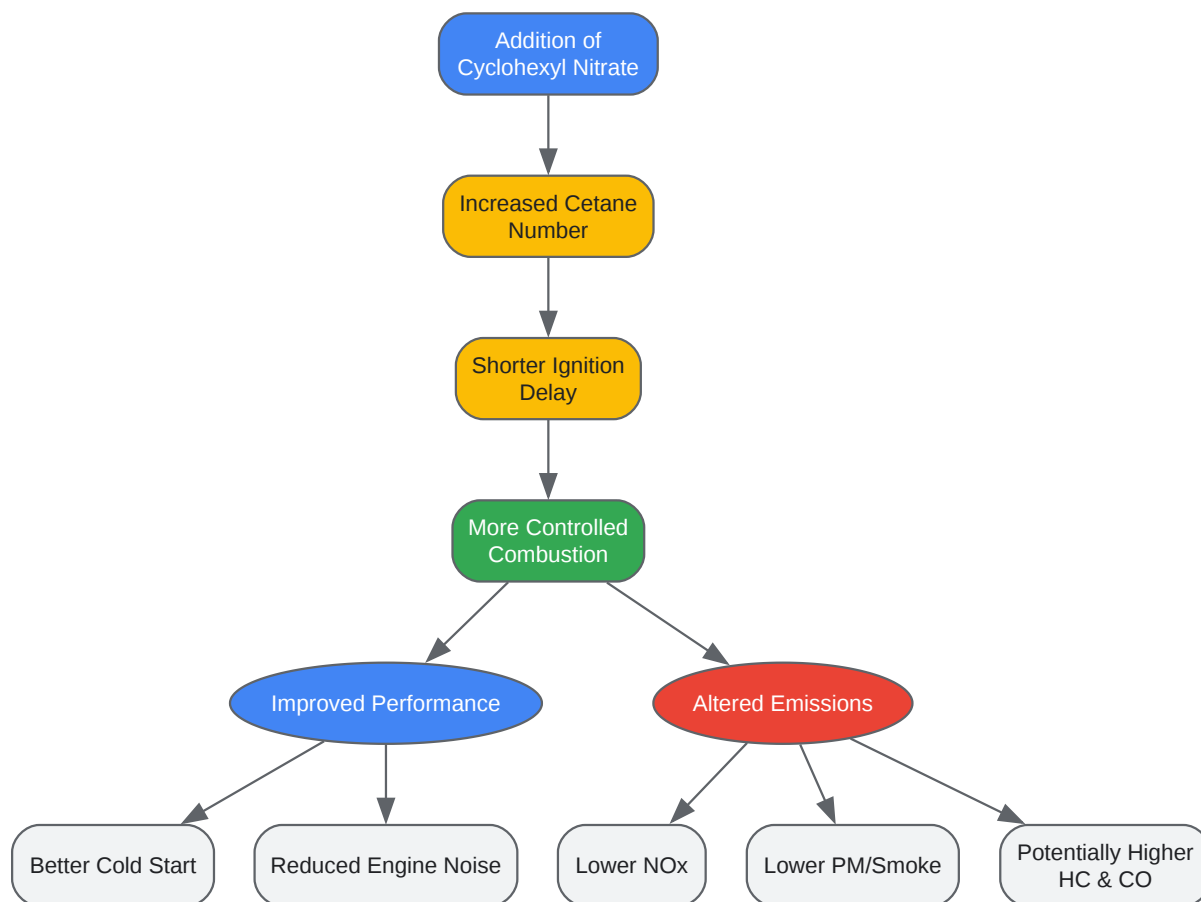 Addition of
Cyclohexyl Nitrate
Increased Cetane
Number
Shorter Ignition
Delay
More Controlled
Combustion
Improved Performance
Altered Emissions
Better Cold Start
Reduced Engine Noise
Lower NOx
Lower PM/Smoke
Potentially Higher
HC & CO